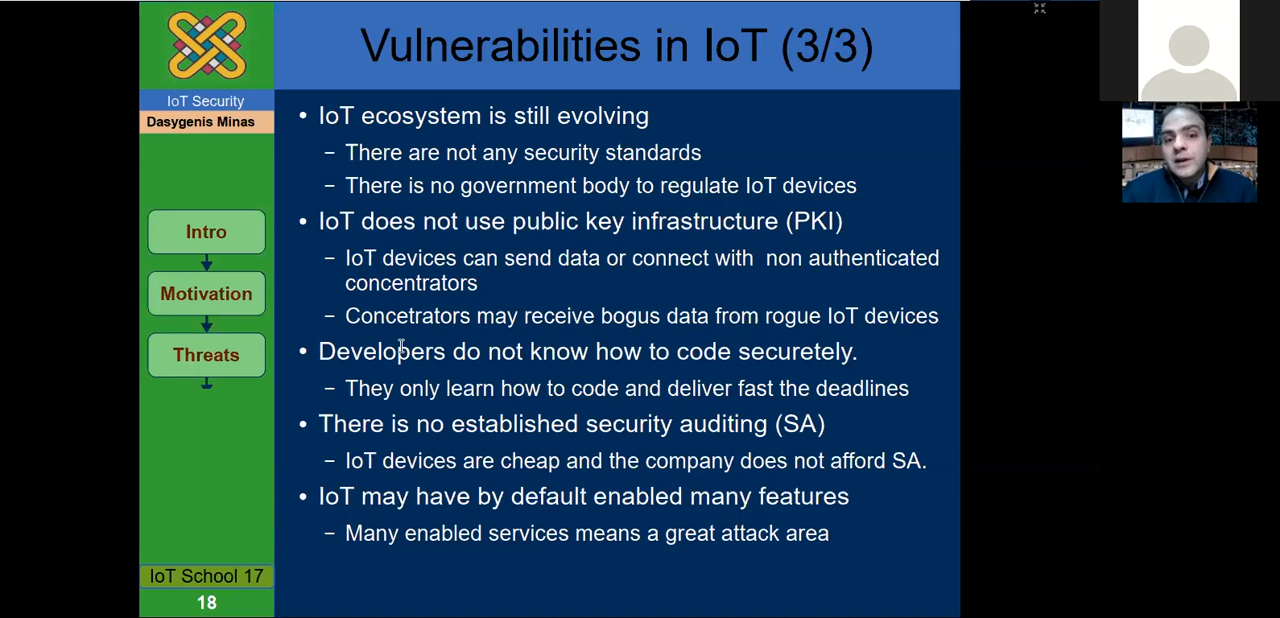 Vulnerabilities in IoT (3/3)
IoT Security
Dasygenis Minas
Intro
Motivation
Threats
IoT School 17
18
• IoT ecosystem is still evolving
– There are not any security standards
– There is no government body to regulate IoT devices
• IoT does not use public key infrastructure (PKI)
– IoT devices can send data or connect with non authenticated
concentrators
– Concetrators may receive bogus data from rogue IoT devices
• Developers do not know how to code securetely.
– They only learn how to code and deliver fast the deadlines
• There is no established security auditing (SA)
– IoT devices are cheap and the company does not afford SA.
• IoT may have by default enabled many features
– Many enabled services means a great attack area